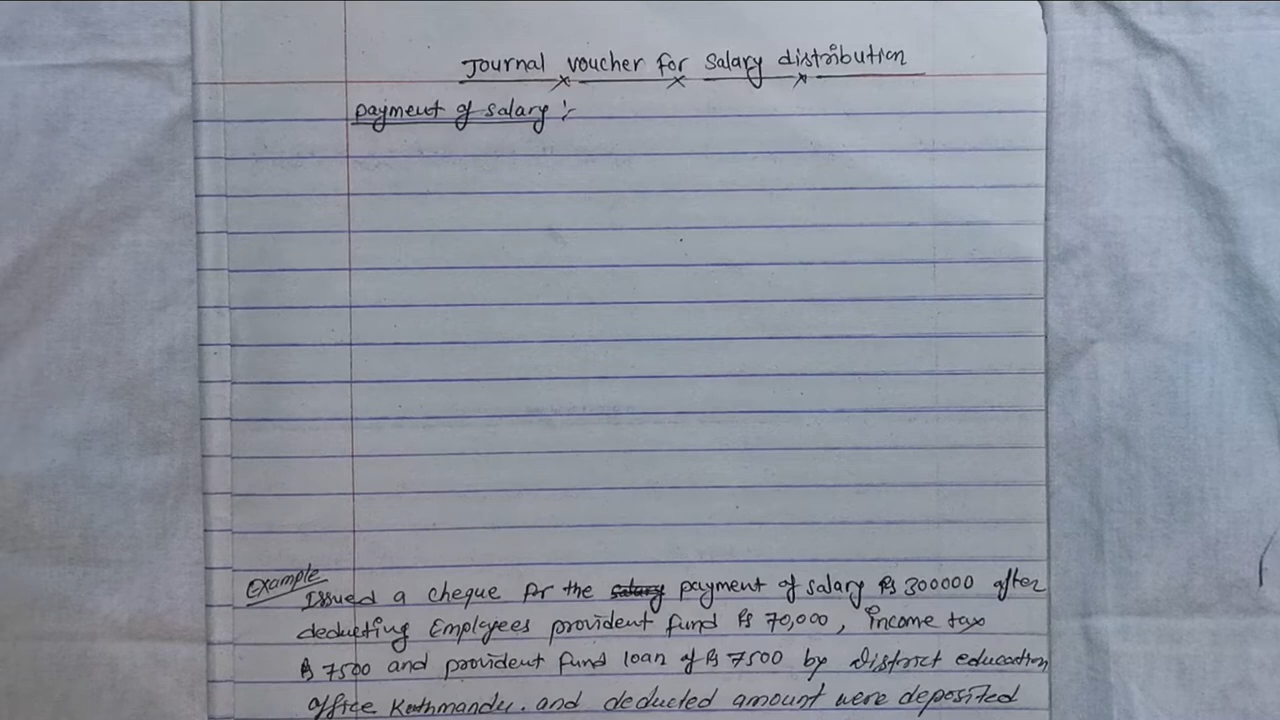 Journal voucher for salary distribution
payment of salary :-
Example
Issued a cheque for the salary payment of salary Rs 300000 after
deducting Employees provident fund Rs 70,000, income tax
Rs 7500 and provident fund loan of Rs 7500 by District education
office Kathmandu. and deducted amount were deposited